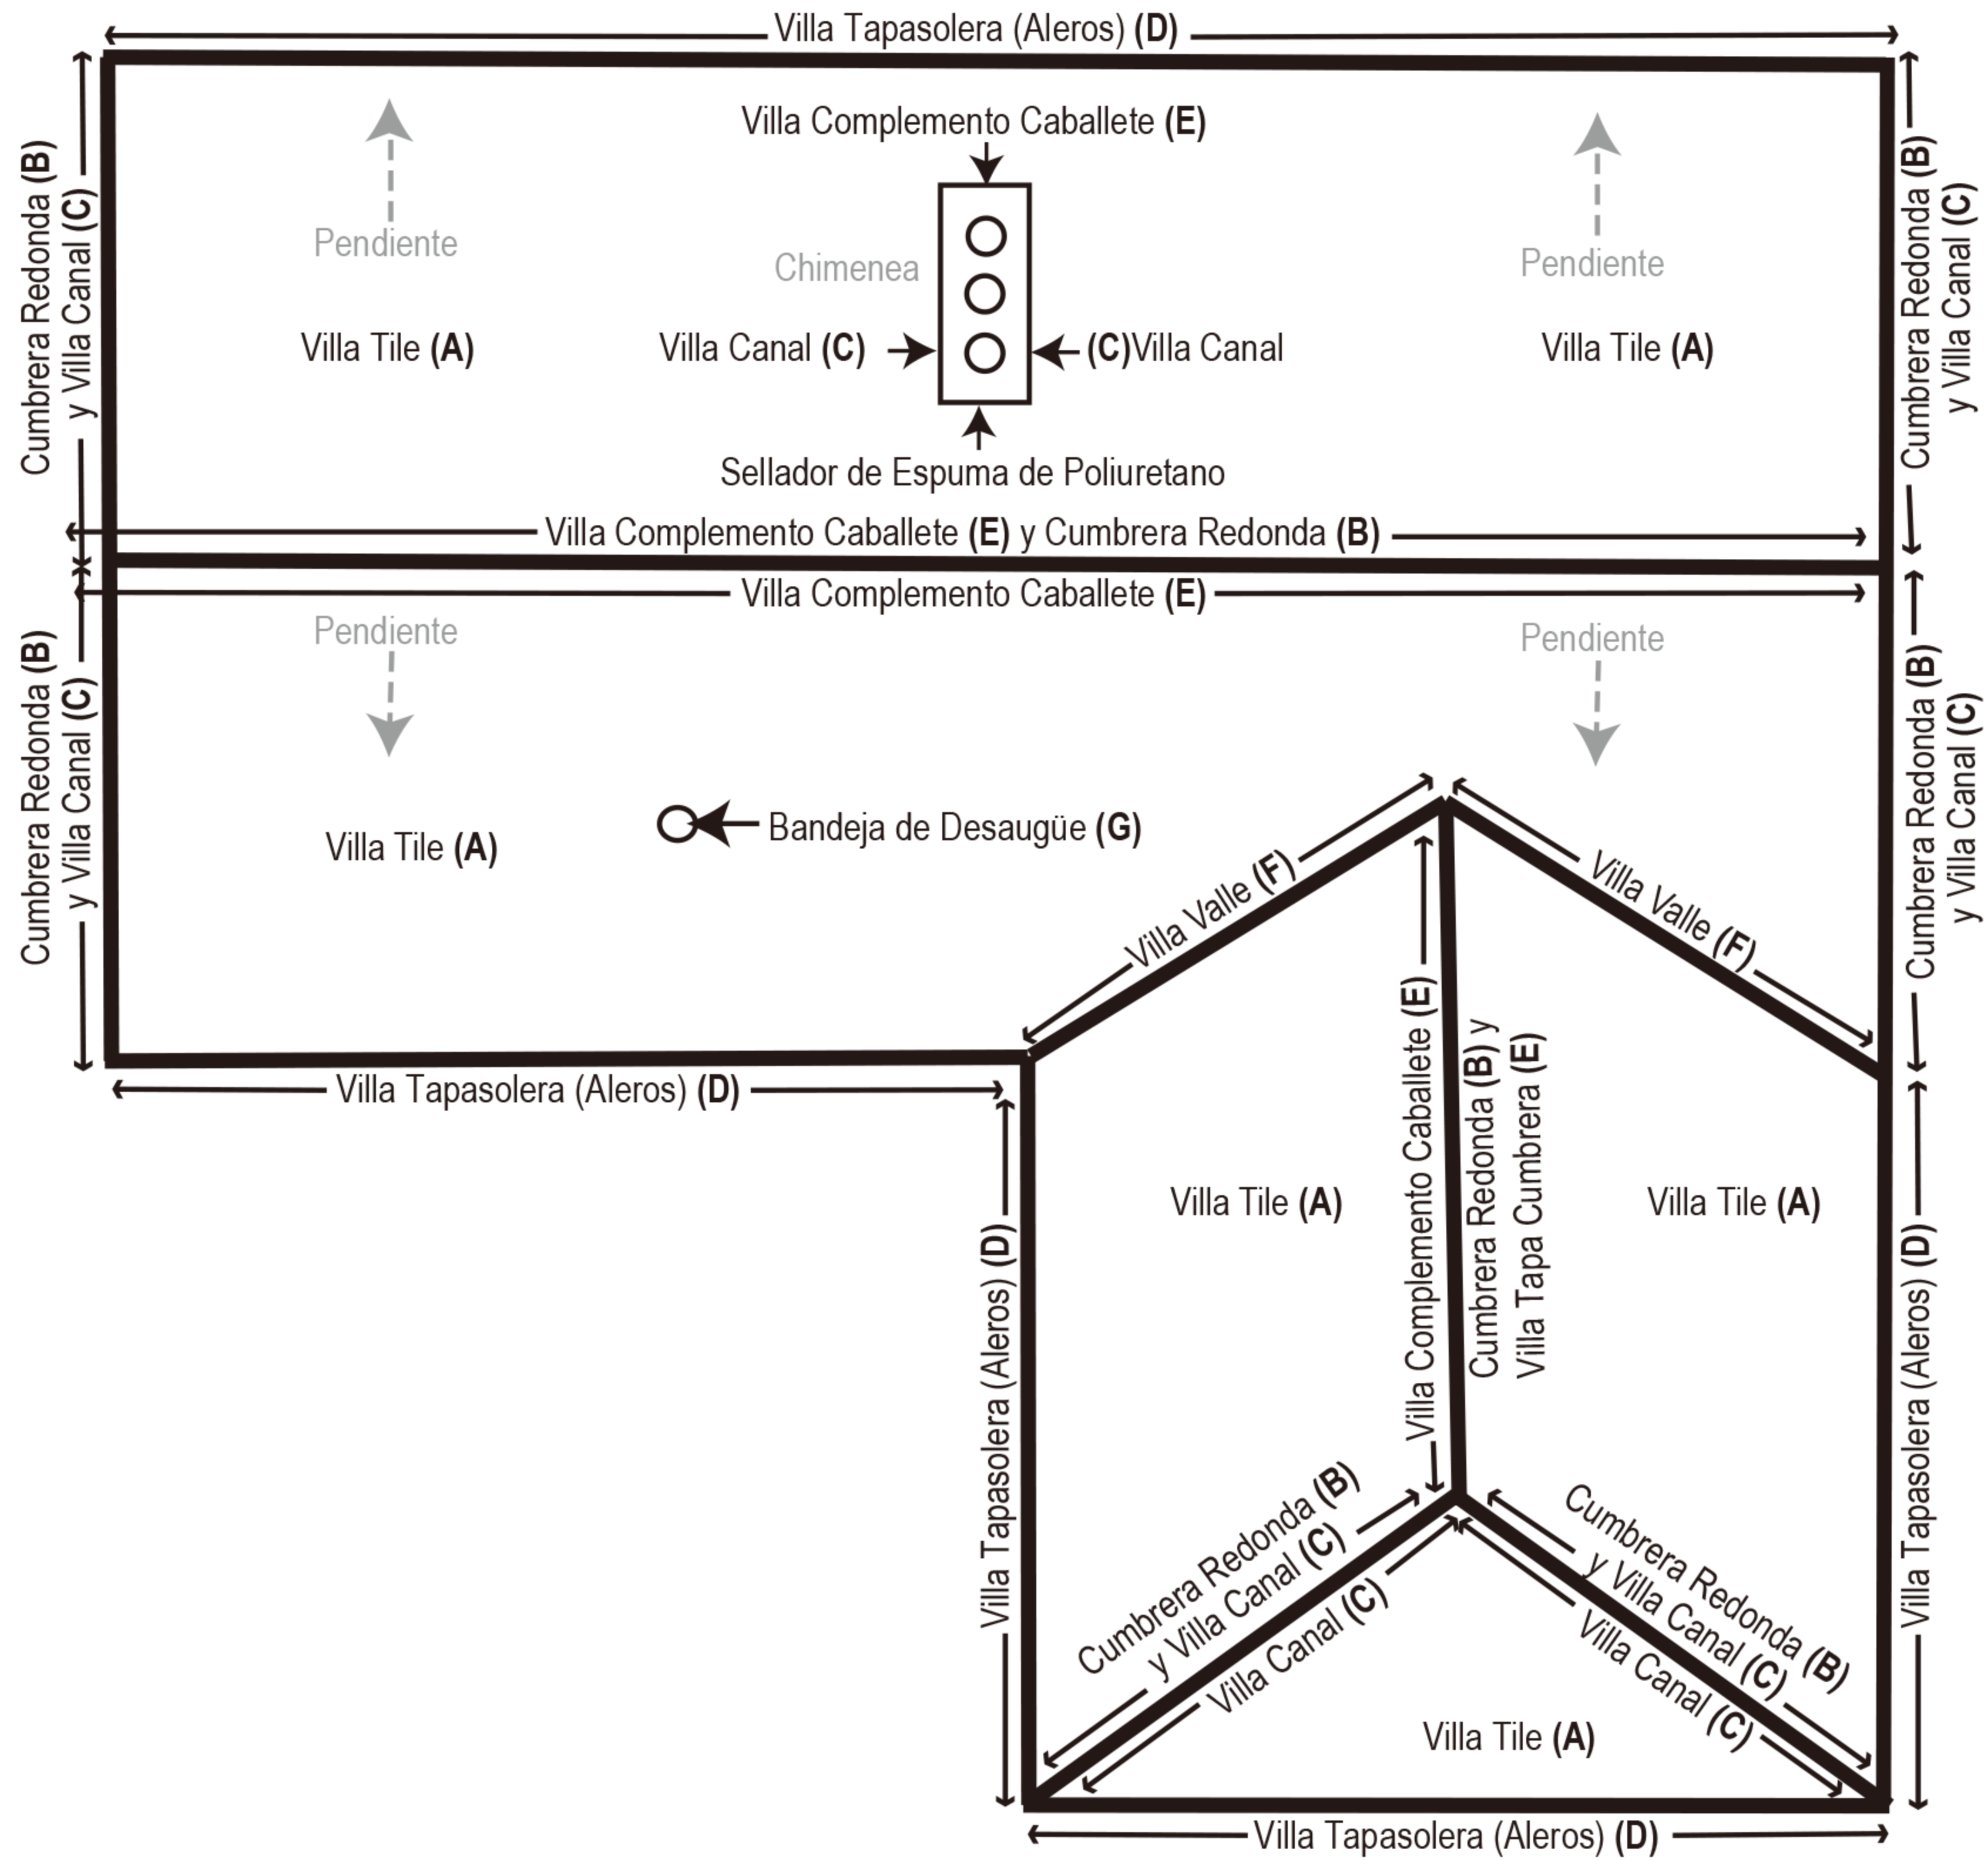 Villa Tapasolera (Aleros) (D)
Cumbrera Redonda (B)
y Villa Canal (C)
Villa Complemento Caballete (E)
Cumbrera Redonda (B)
y Villa Canal (C)
Pendiente
Chimenea
Pendiente
Villa Tile (A)
Villa Canal (C)
(C)Villa Canal
Villa Tile (A)
Sellador de Espuma de Poliuretano
Villa Complemento Caballete (E) y Cumbrera Redonda (B)
Villa Complemento Caballete (E)
Cumbrera Redonda (B)
y Villa Canal (C)
Pendiente
Pendiente
Cumbrera Redonda (B)
y Villa Canal (C)
Villa Tile (A)
Bandeja de Desaugüe (G)
Villa Valle (F)
Villa Valle (F)
Villa Tapasolera (Aleros) (D)
Villa Tapasolera (Aleros) (D)
Villa Tile (A)
Villa Complemento Caballete (E)
Cumbrera Redonda (B) y
Villa Tapa Cumbrera (E)
Villa Tile (A)
Villa Tapasolera (Aleros) (D)
Cumbrera Redonda (B)
y Villa Canal (C)
Villa Canal (C)
Cumbrera Redonda (B)
y Villa Canal (C)
Villa Canal (C)
Villa Tile (A)
Villa Tapasolera (Aleros) (D)